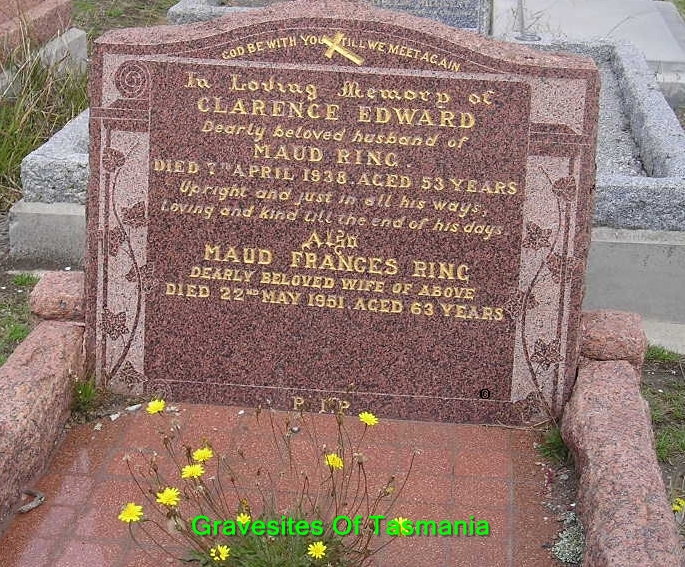 GOD BE WITH YOU TILL WE MEET AGAIN
In Loving Memory of
CLARENCE EDWARD
Dearly beloved husband of
MAUD RING.
DIED 7TH APRIL 1938. AGED 53 YEARS
Upright and just in all his ways,
Loving and kind till the end of his days
Also
MAUD FRANCES RING
DEARLY BELOVED WIFE OF ABOVE
DIED 22ND MAY 1951 AGED 63 YEARS
R.I.P.
Gravesites Of Tasmania